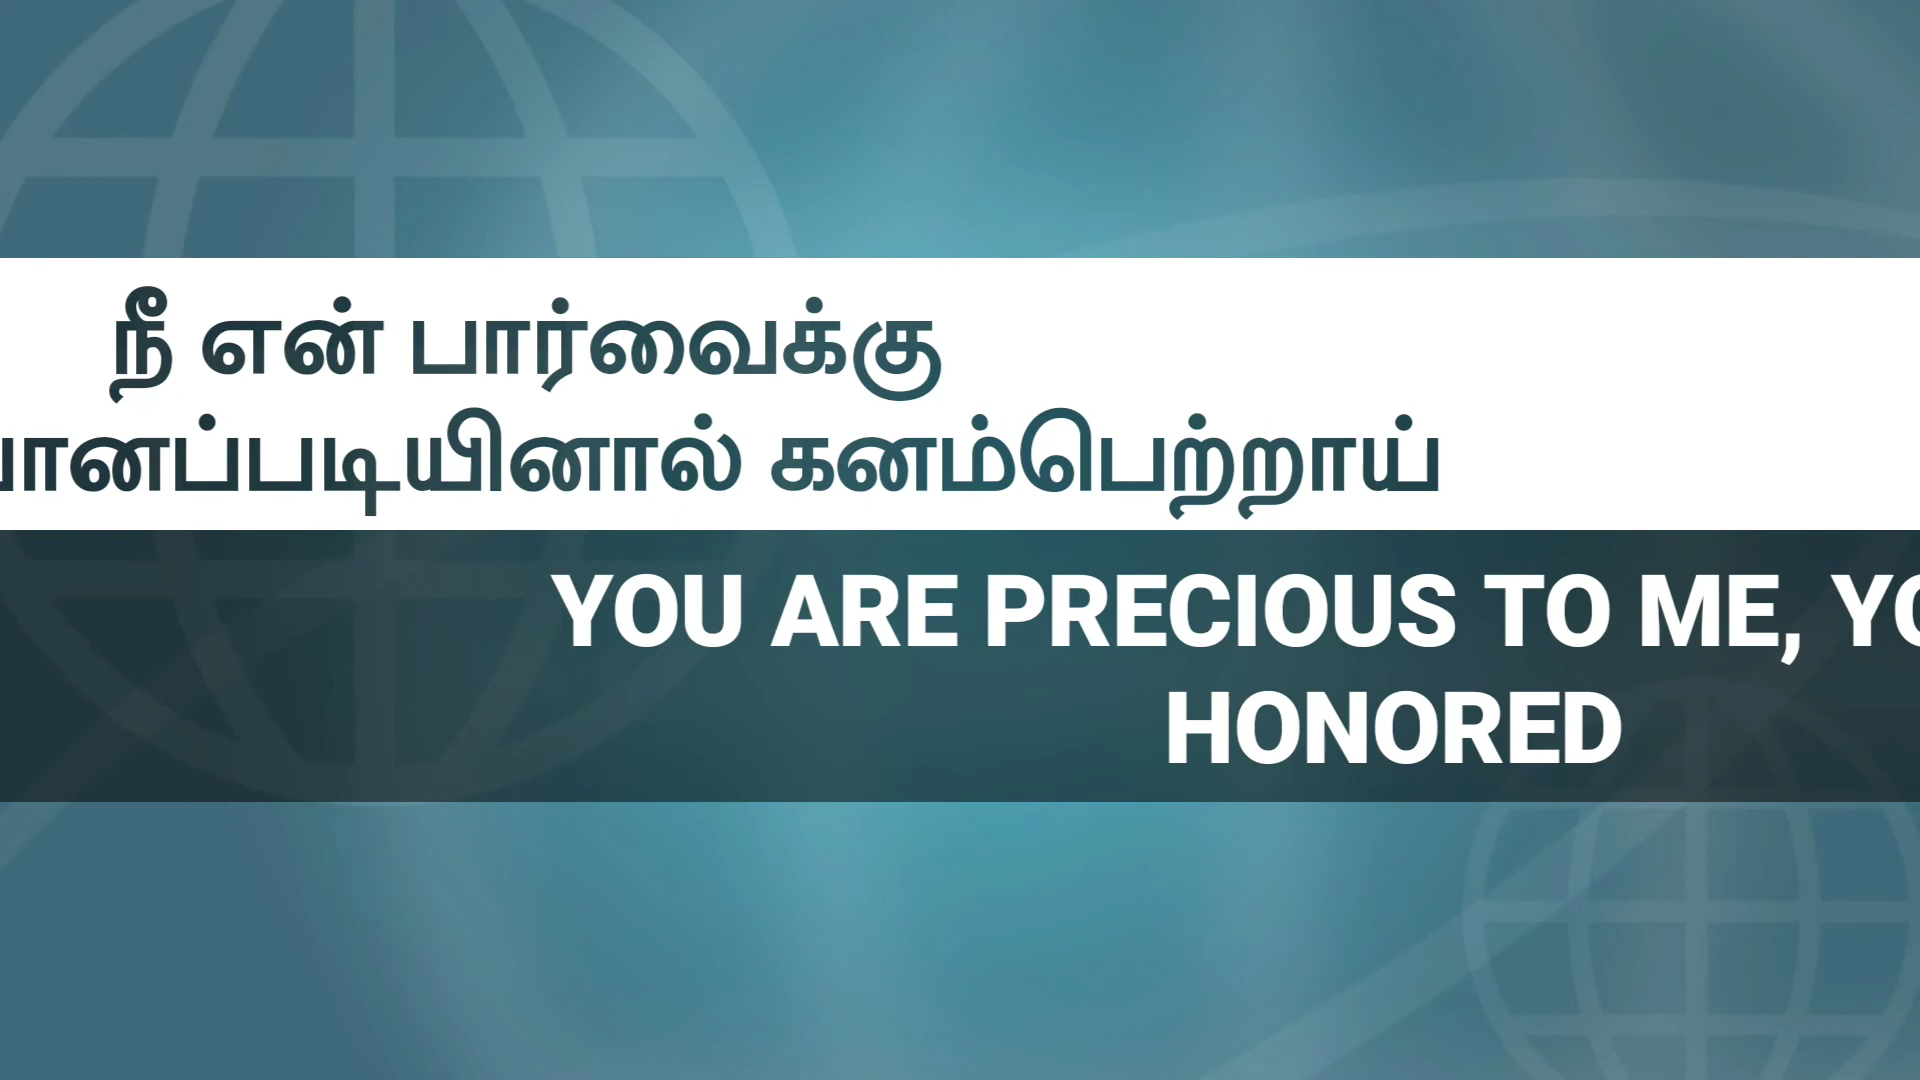 நீ என் பார்வைக்கு
கனம்பெற்றாய்
YOU ARE PRECIOUS TO ME,
HONORED